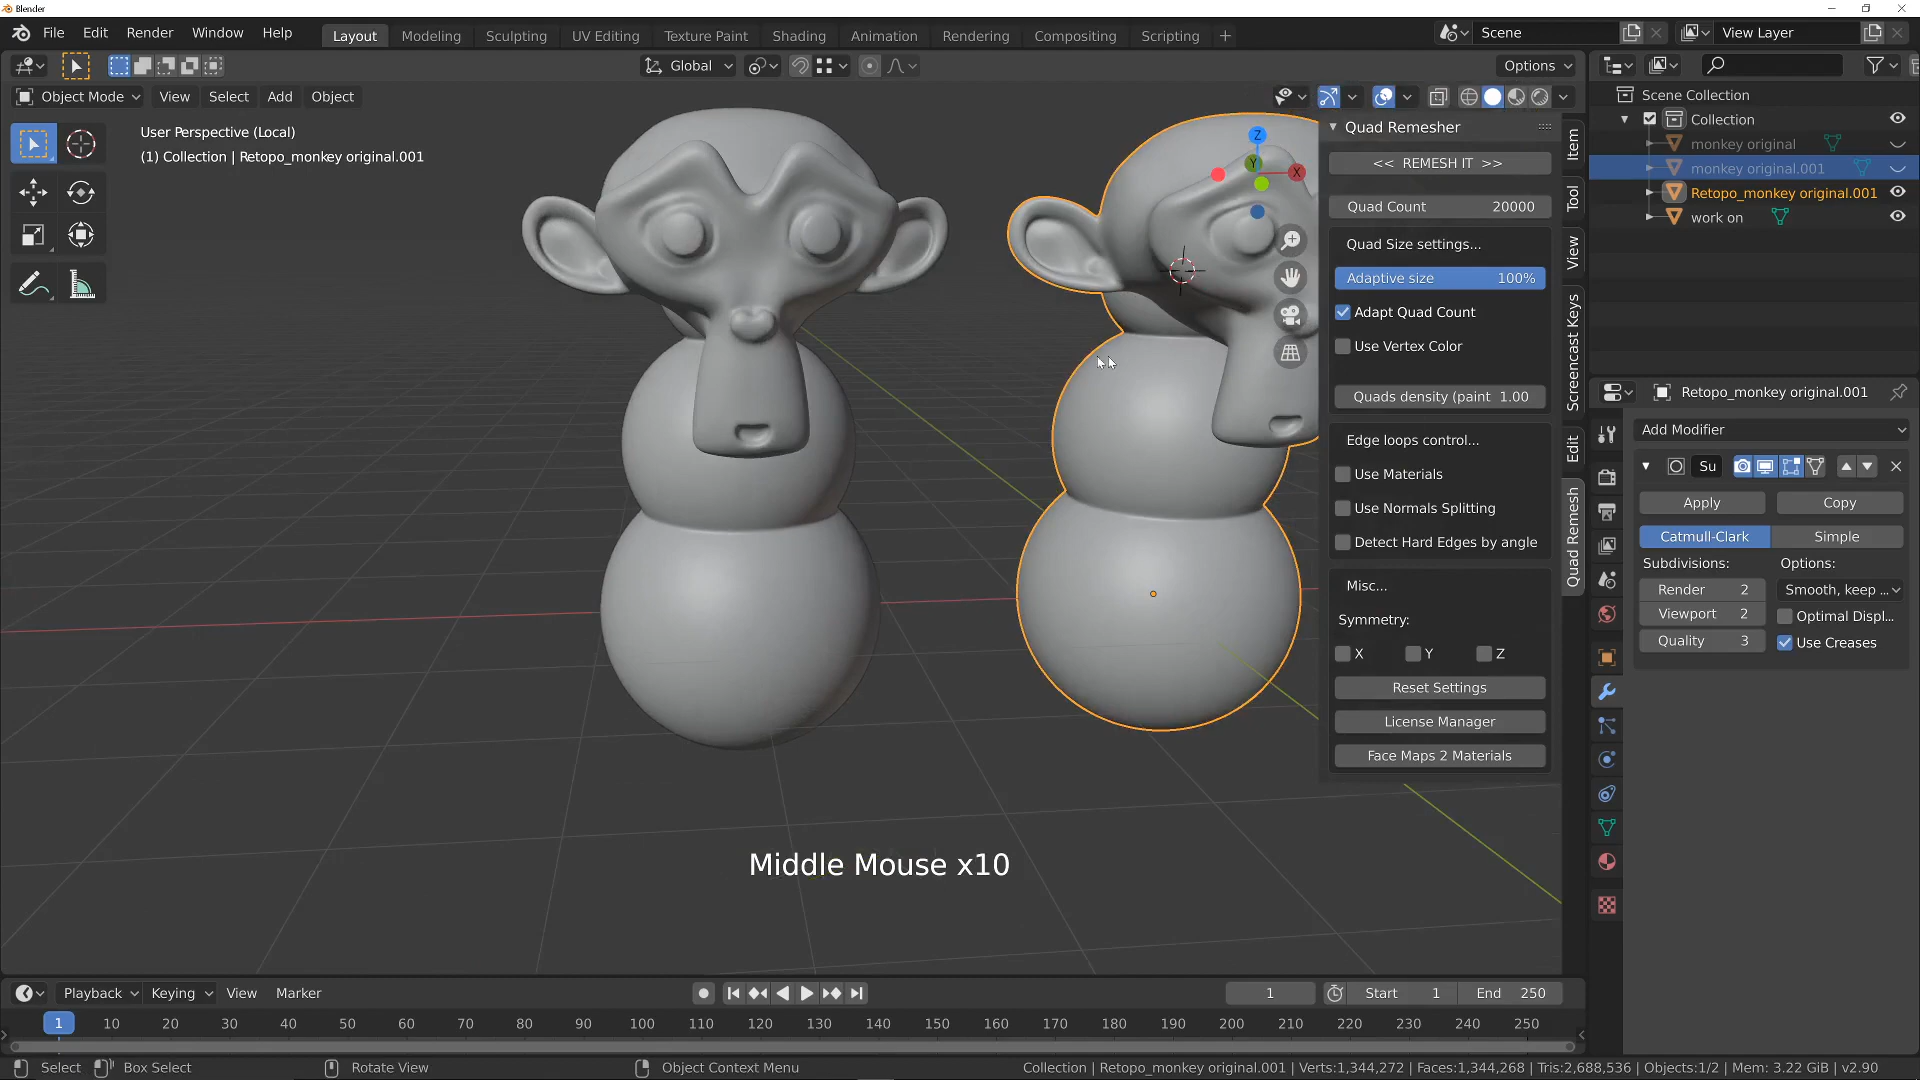 Blender
File Edit Render Window Help Layout Modeling Sculpting UV Editing Texture Paint Shading Animation Rendering Compositing Scripting + Scene View Layer
Global Options
Object Mode View Select Add Object
User Perspective (Local)
(1) Collection | Retopo_monkey original.001
Z
Y
X
Quad Remesher
<< REMESH IT >>
Quad Count 20000
Quad Size settings...
Adaptive size 100%
Adapt Quad Count
Use Vertex Color
Quads density (paint 1.00
Edge loops control...
Use Materials
Use Normals Splitting
Detect Hard Edges by angle
Misc...
Symmetry:
X Y Z
Reset Settings
License Manager
Face Maps 2 Materials
Item
Tool
View
Screencast Keys
Edit
Quad Remesh
Scene Collection
Collection
monkey original
monkey original.001
Retopo_monkey original.001
work on
Retopo_monkey original.001
Add Modifier
Su
Apply Copy
Catmull-Clark Simple
Subdivisions: Options:
Render 2 Smooth, keep ...
Viewport 2 Optimal Displ...
Quality 3 Use Creases
Middle Mouse x10
Playback Keying View Marker 1 Start 1 End 250
1 10 20 30 40 50 60 70 80 90 100 110 120 130 140 150 160 170 180 190 200 210 220 230 240 250
Select Box Select Rotate View Object Context Menu Collection | Retopo_monkey original.001 | Verts:1,344,272 | Faces:1,344,268 | Tris:2,688,536 | Objects:1/2 | Mem: 3.22 GiB | v2.90